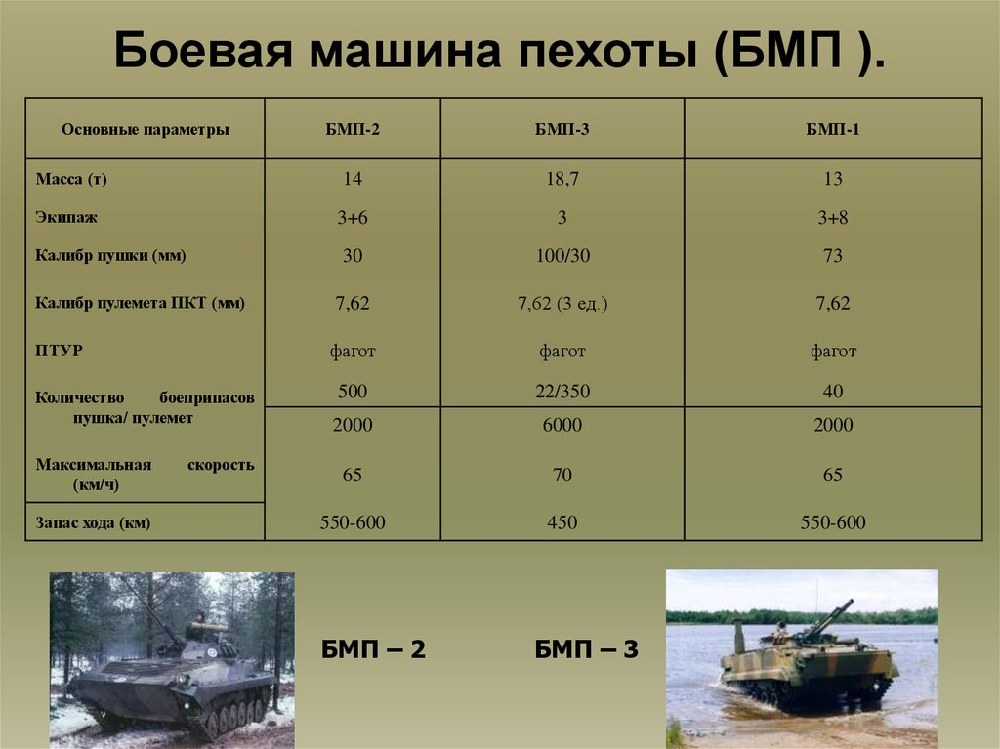 Боевая машина пехоты (БМП ).
Основные параметры БМП-2 БМП-3 БМП-1
Масса (т) 14 18,7 13
Экипаж 3+6 3 3+8
Калибр пушки (мм) 30 100/30 73
Калибр пулемета ПКТ (мм) 7,62 7,62 (3 ед.) 7,62
ПТУР фагот фагот фагот
Количество боеприпасов
пушка/ пулемет
500 22/350 40
2000 6000 2000
Максимальная скорость
(км/ч)
65 70 65
Запас хода (км) 550-600 450 550-600
БМП – 2 БМП – 3